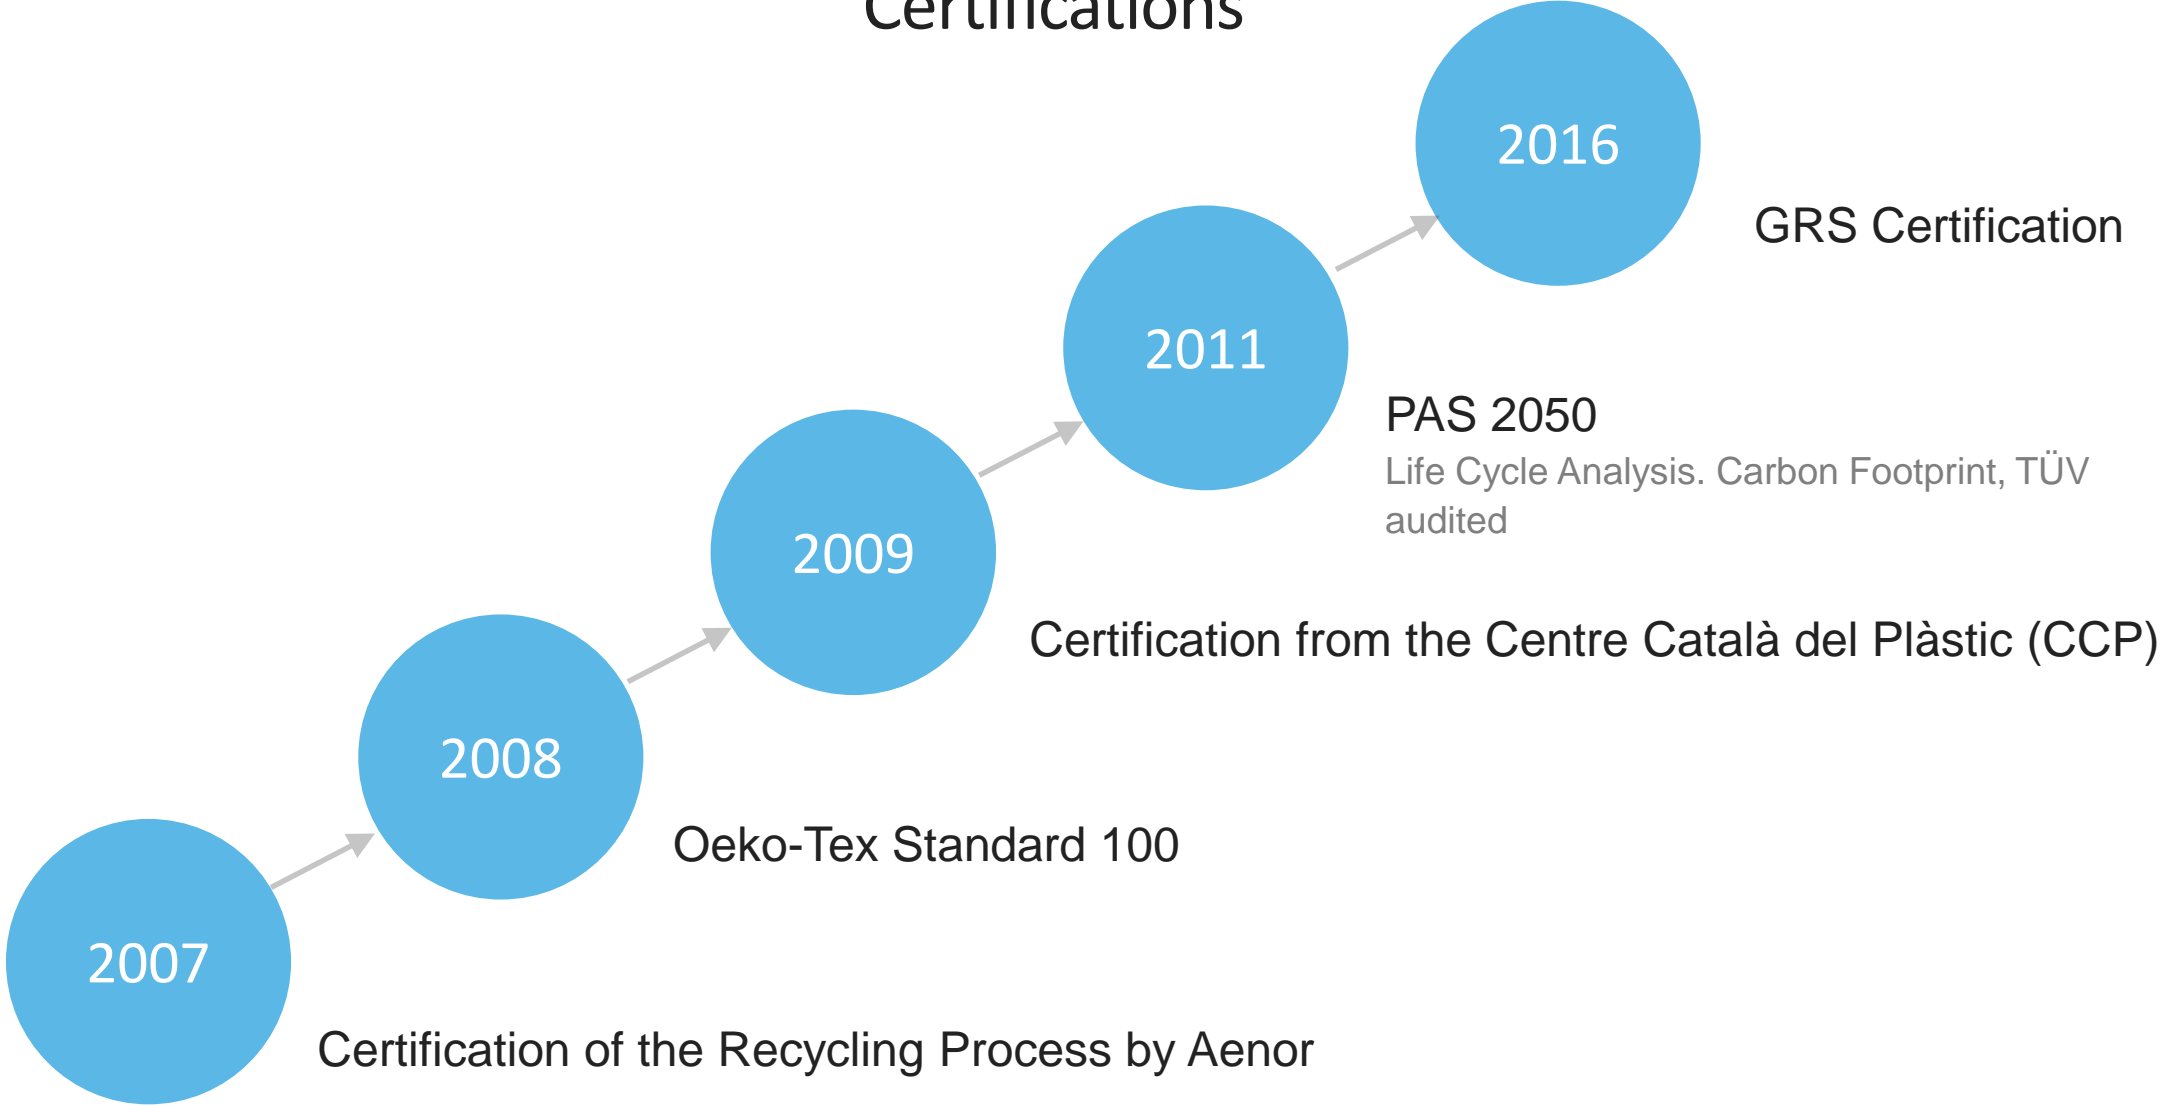 Certifications
2016
GRS Certification
2011
PAS 2050
Life Cycle Analysis. Carbon Footprint, TÜV
audited
2009
Certification from the Centre Català del Plàstic (CCP)
2008
Oeko-Tex Standard 100
2007
Certification of the Recycling Process by Aenor